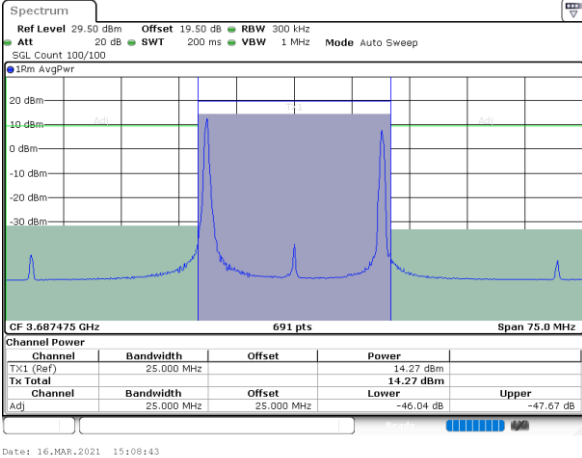 Spectrum
Ref Level 29.50 dBm Offset 19.50 dB RBW 300 kHz
Att 20 dB SWT 200 ms VBW 1 MHz Mode Auto Sweep
SGL Count 100/100
1Rm AvgPwr
20 dBm
TX1
10 dBm Adj Adj
0 dBm
-10 dBm
-20 dBm
-30 dBm
CF 3.687475 GHz 691 pts Span 75.0 MHz
Channel Power
Channel Bandwidth Offset Power
TX1 (Ref) 25.000 MHz 14.27 dBm
Tx Total 14.27 dBm
Channel Bandwidth Offset Lower Upper
Adj 25.000 MHz 25.000 MHz -46.04 dB -47.67 dB
Ready
Date: 16.MAR.2021 15:08:43